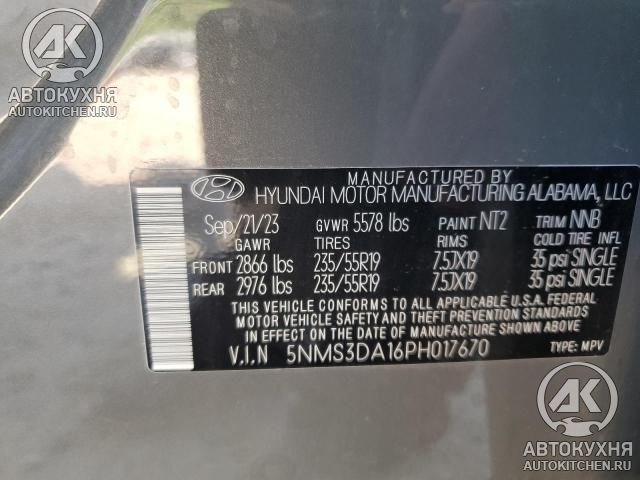 AK
АВТОКУХНЯ
AUTOKITCHEN.RU
MANUFACTURED BY
HYUNDAI MOTOR MANUFACTURING ALABAMA, LLC
Sep/21/23 GVWR 5578 lbs PAINT NT2 TRIM NNB
GAWR TIRES RIMS COLD TIRE INFL
FRONT 2866 lbs 235/55R19 7.5JX19 35 psi SINGLE
REAR 2976 lbs 235/55R19 7.5JX19 35 psi SINGLE
THIS VEHICLE CONFORMS TO ALL APPLICABLE U.S.A. FEDERAL
MOTOR VEHICLE SAFETY AND THEFT PREVENTION STANDARDS
IN EFFECT ON THE DATE OF MANUFACTURE SHOWN ABOVE.
V.I.N 5NMS3DA16PH017670 TYPE: MPV
AK
АВТОКУХНЯ
AUTOKITCHEN.RU